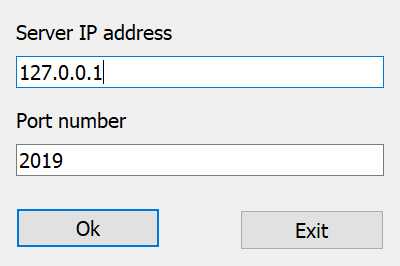 Server IP address
127.0.0.1
Port number
2019
Ok Exit